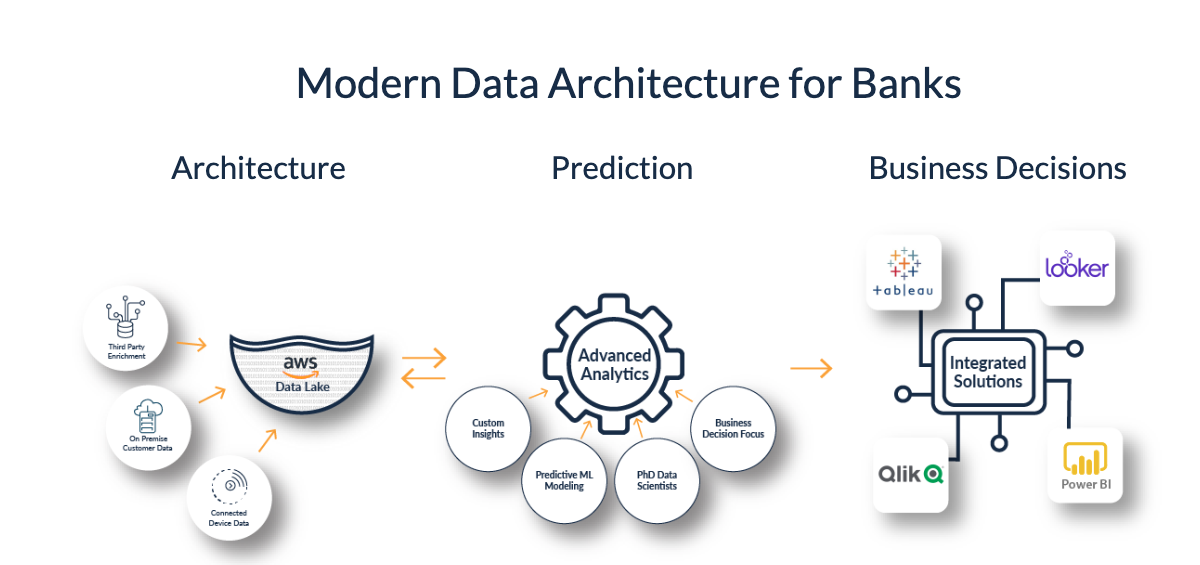 Modern Data Architecture for Banks
Architecture
Prediction
Business Decisions
Third Party
Enrichment
On Premise
Customer Data
Connected
Device Data
aws
Data Lake
Advanced
Analytics
Custom
Insights
Predictive ML
Modeling
PhD Data
Scientists
Business
Decision Focus
+ableau
looker
Integrated
Solutions
Qlik
Power BI